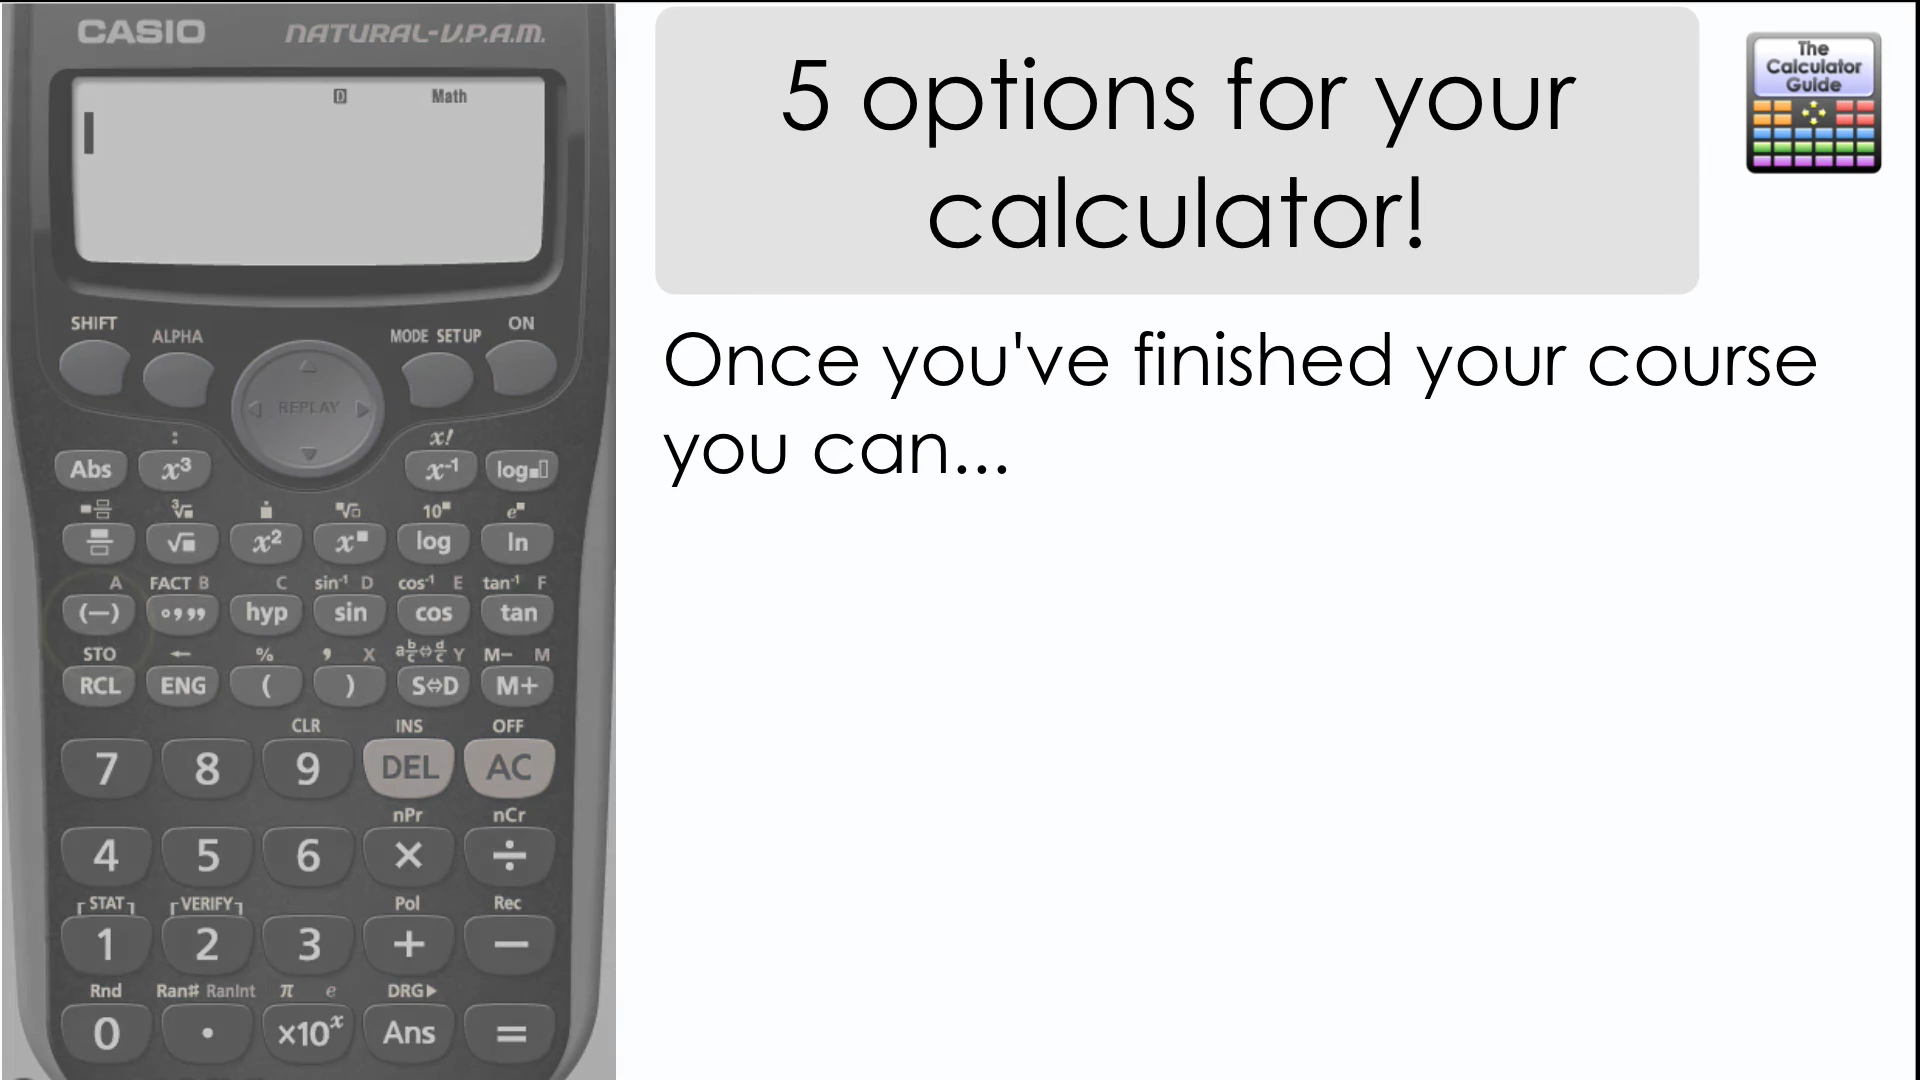 CASIO NATURAL-V.P.A.M.
D Math
SHIFT ALPHA MODE SETUP ON
REPLAY
: x!
Abs x³ x⁻¹ log■▯
■▯/▯ ³√■ ■̇ ■√▯ 10■ e■
■/▯ √■ x² x■ log ln
A FACT B C sin⁻¹ D cos⁻¹ E tan⁻¹ F
(—) ° ’ ’’ hyp sin cos tan
STO ← % , X a b/c⇔d/c Y M− M
RCL ENG ( ) S⇔D M+
CLR INS OFF
7 8 9 DEL AC
nPr nCr
4 5 6 × ÷
STAT VERIFY Pol Rec
1 2 3 + −
Rnd Ran# RanInt π e DRG▶
0 · ×10ˣ Ans =
5 options for your
calculator!
The
Calculator
Guide
Once you've finished your course
you can...